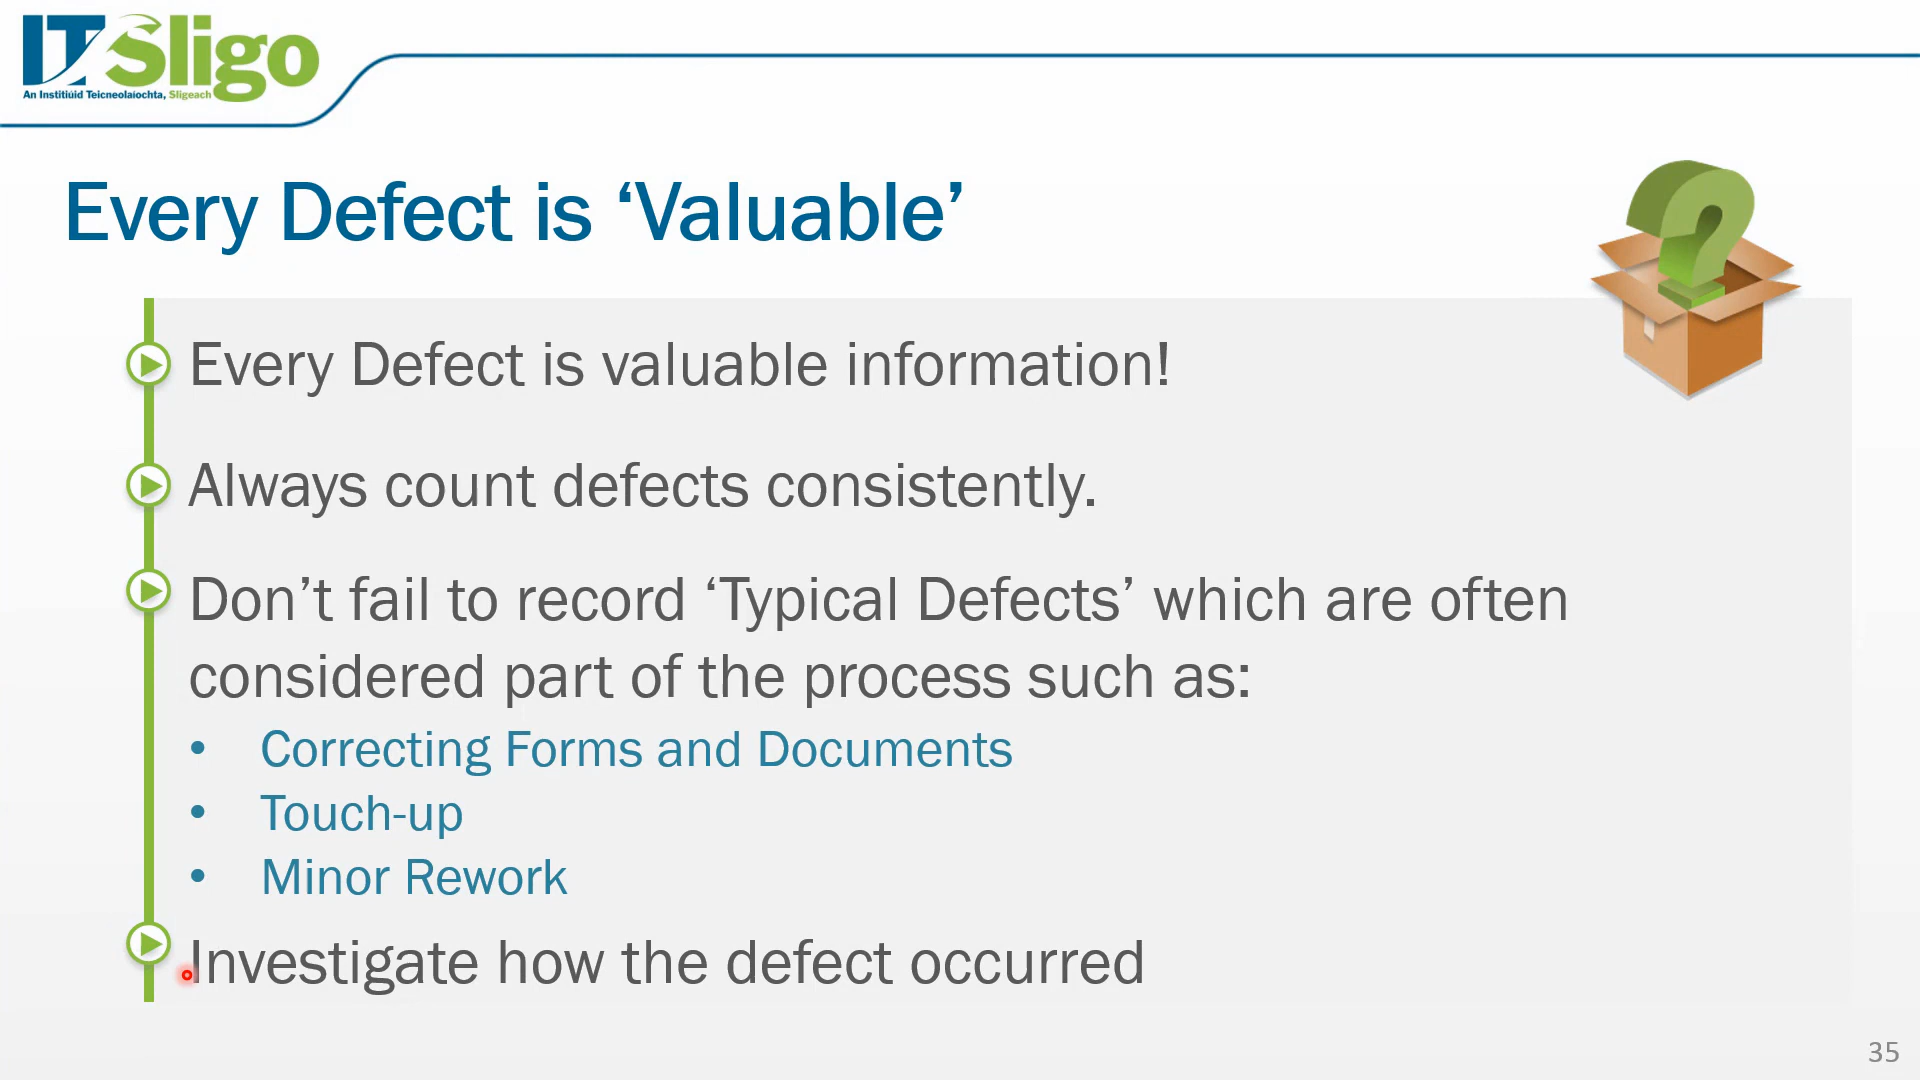 ITSligo
An Institiúid Teicneolaíochta, Sligeach
Every Defect is ‘Valuable’
Every Defect is valuable information!
Always count defects consistently.
Don’t fail to record ‘Typical Defects’ which are often
considered part of the process such as:
• Correcting Forms and Documents
• Touch-up
• Minor Rework
Investigate how the defect occurred
35